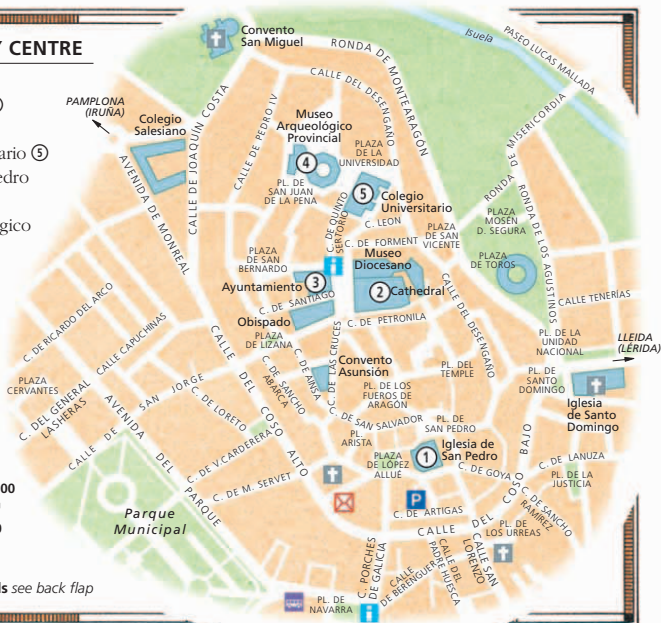 CENTRE
ario ⑤
edro
gico
00
0
ds see back flap
Convento
San Miguel
RONDA DE MONTEARAGÓN
Isuela
PASEO LUCAS MALLADA
PAMPLONA
(IRUÑA)
Colegio
Salesiano
CALLE DE JOAQUIN COSTA
CALLE DE PEDRO IV
CALLE DEL DESENGAÑO
Museo
Arqueológico
Provincial
④
PLAZA
DE LA
UNIVERSIDAD
PL. DE
SAN JUAN
DE LA PENA
⑤
Colegio
Universitario
RONDA DE MISERICORDIA
AVENIDA DE MONREAL
C. DE QUINTO
SERTORIO
C. LEON
C. DE FORMENT
PLAZA
DE SAN
VICENTE
PLAZA
MOSEN
D. SEGURA
RONDA DE LOS AGUSTINOS
PLAZA
DE SAN
BERNARDO
Museo
Diocesano
PLAZA
DE TOROS
Ayuntamiento
③
②
Cathedral
C. DE SANTIAGO
Obispado
C. DE PETRONILA
CALLE DEL DESENGAÑO
CALLE TENERÍAS
C. DE RICARDO DEL ARCO
PLAZA
DE LIZANA
PL. DE LA
UNIDAD
NACIONAL
LLEIDA
(LÉRIDA)
CALLE CAPUCHINAS
CALLE DEL COSO ALTO
C. DE SANCHO
ABARCA
C. DE AINSA
C. DE LAS CRUCES
Convento
Asunsión
PL. DEL
TEMPLE
PL. DE
SANTO
DOMINGO
PLAZA
CERVANTES
C. DEL GENERAL
LASHERAS
CALLE DE SAN JORGE
C. DE LORETO
PL. DE LOS
FUEROS DE
ARAGÓN
Iglesia
de Santo
Domingo
C. DE SAN SALVADOR
PL.
ARISTA
PL. DE
SAN PEDRO
AVENIDA DEL PARQUE
C. DE V.CARDERERA
①
Iglesia de
San Pedro
PLAZA
DE LÓPEZ
ALLUÉ
C. DE GOYA
C. DE LANUZA
PL. DE LA
JUSTICIA
C. DE M. SERVET
P
C. DE ARTIGAS
CALLE DEL COSO BAJO
C. DE SANCHO
RAMIREZ
Parque
Municipal
PL. DE
LOS URREAS
C. PORCHES
DE GALICIA
CALLE
DE BERENGUER
CALLE DEL
PADRE HUESCA
CALLE SAN
LORENZO
PL. DE
NAVARRA
i
i